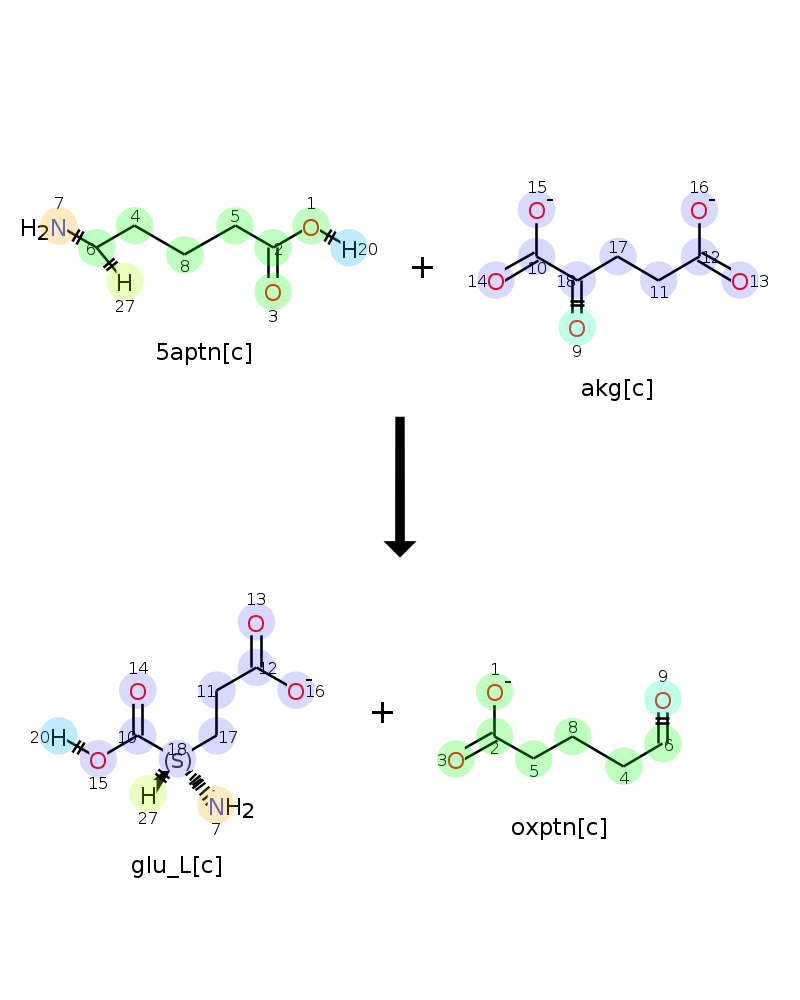 7
4
5
1
H2N
6
8
2
O
H20
H
27
O
3
5aptn[c]
+
15
16
O-
O-
17
10
12
14O
18
11
O13
O
9
akg[c]
13
O
14
11
12
O
O-16
20H
10
18
17
O
(S)
15
H
NH2
27
7
glu_L[c]
+
1
9
O-
O
8
2
6
3O
5
4
oxptn[c]